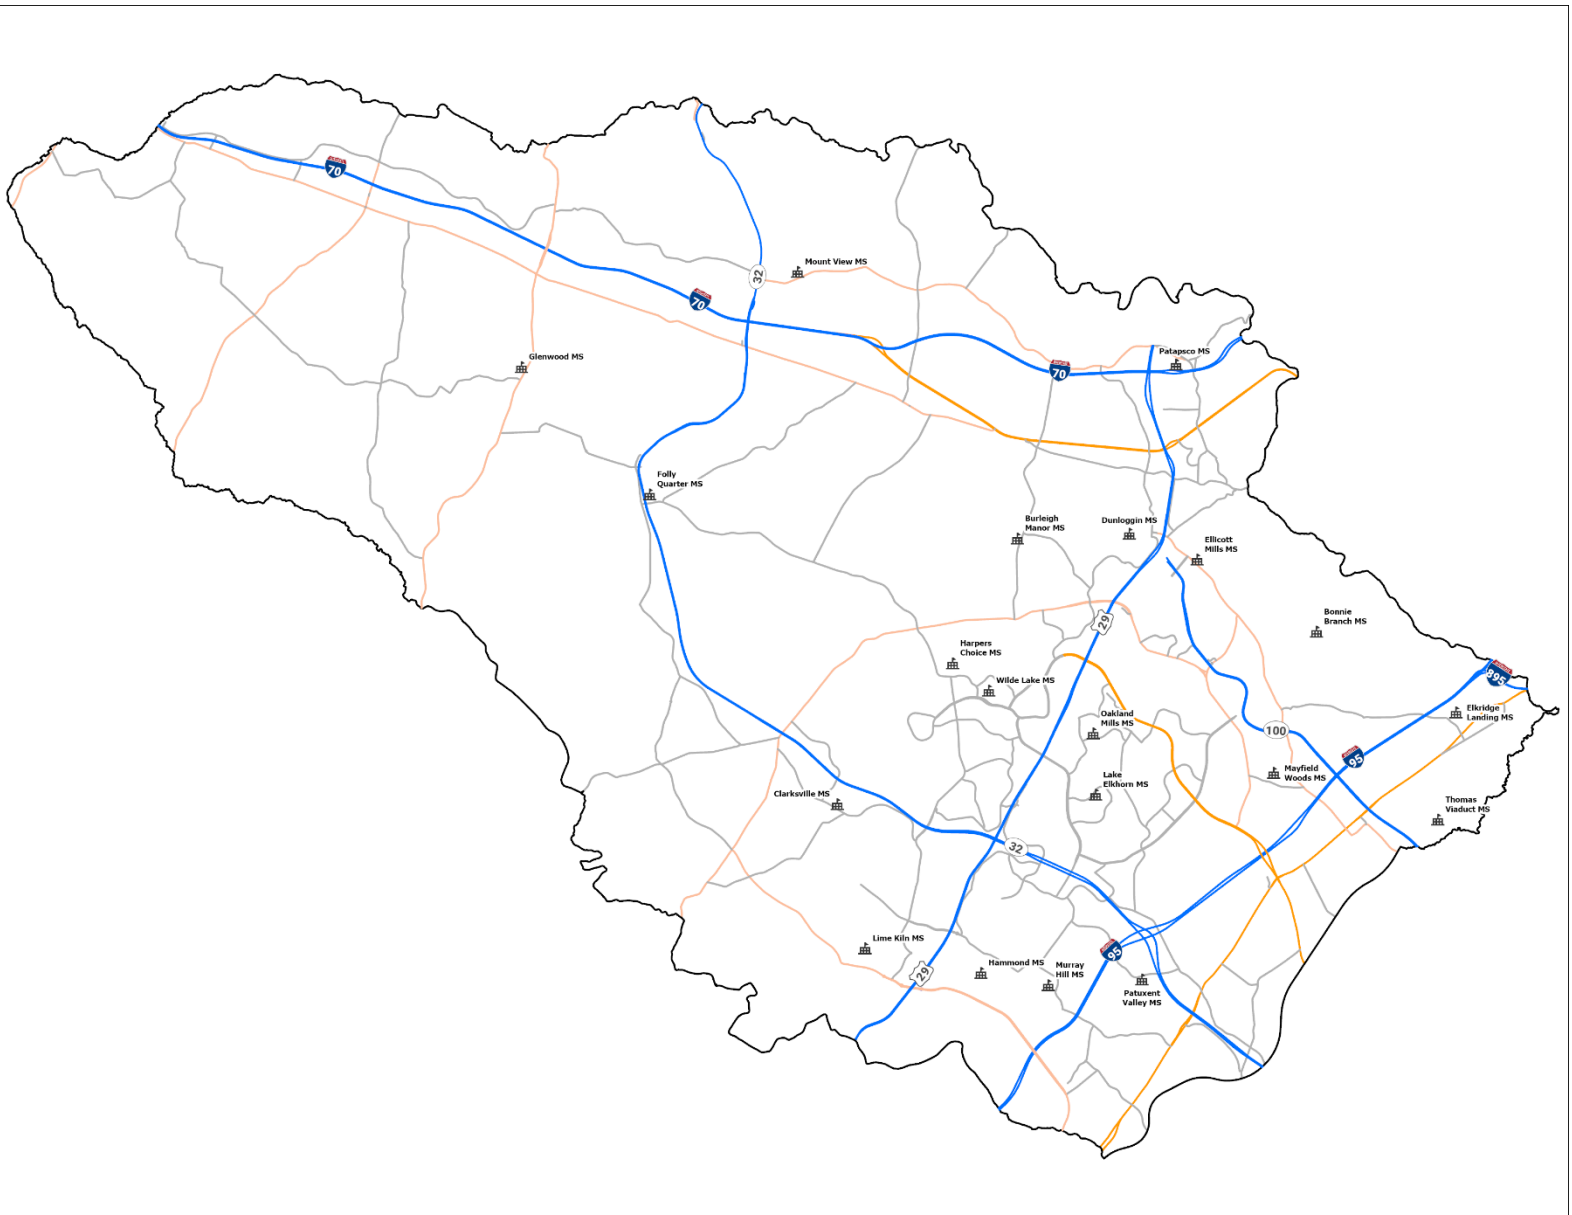 70
Mount View MS
32
70
Glenwood MS
Patapsco MS
70
Folly
Quarter MS
Burleigh
Manor MS
Dunloggin MS
Ellicott
Mills MS
Bonnie
Branch MS
29
Harpers
Choice MS
Wilde Lake MS
895
Oakland
Mills MS
Elkridge
Landing MS
100
95
Mayfield
Woods MS
Lake
Elkhorn MS
Clarksville MS
Thomas
Viaduct MS
32
Lime Kiln MS
95
Hammond MS
Murray
Hill MS
29
Patuxent
Valley MS